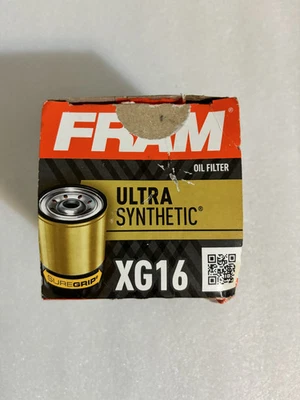 FRAM
OIL FILTER
ULTRA
SYNTHETIC®
SUREGRIP®
XG16